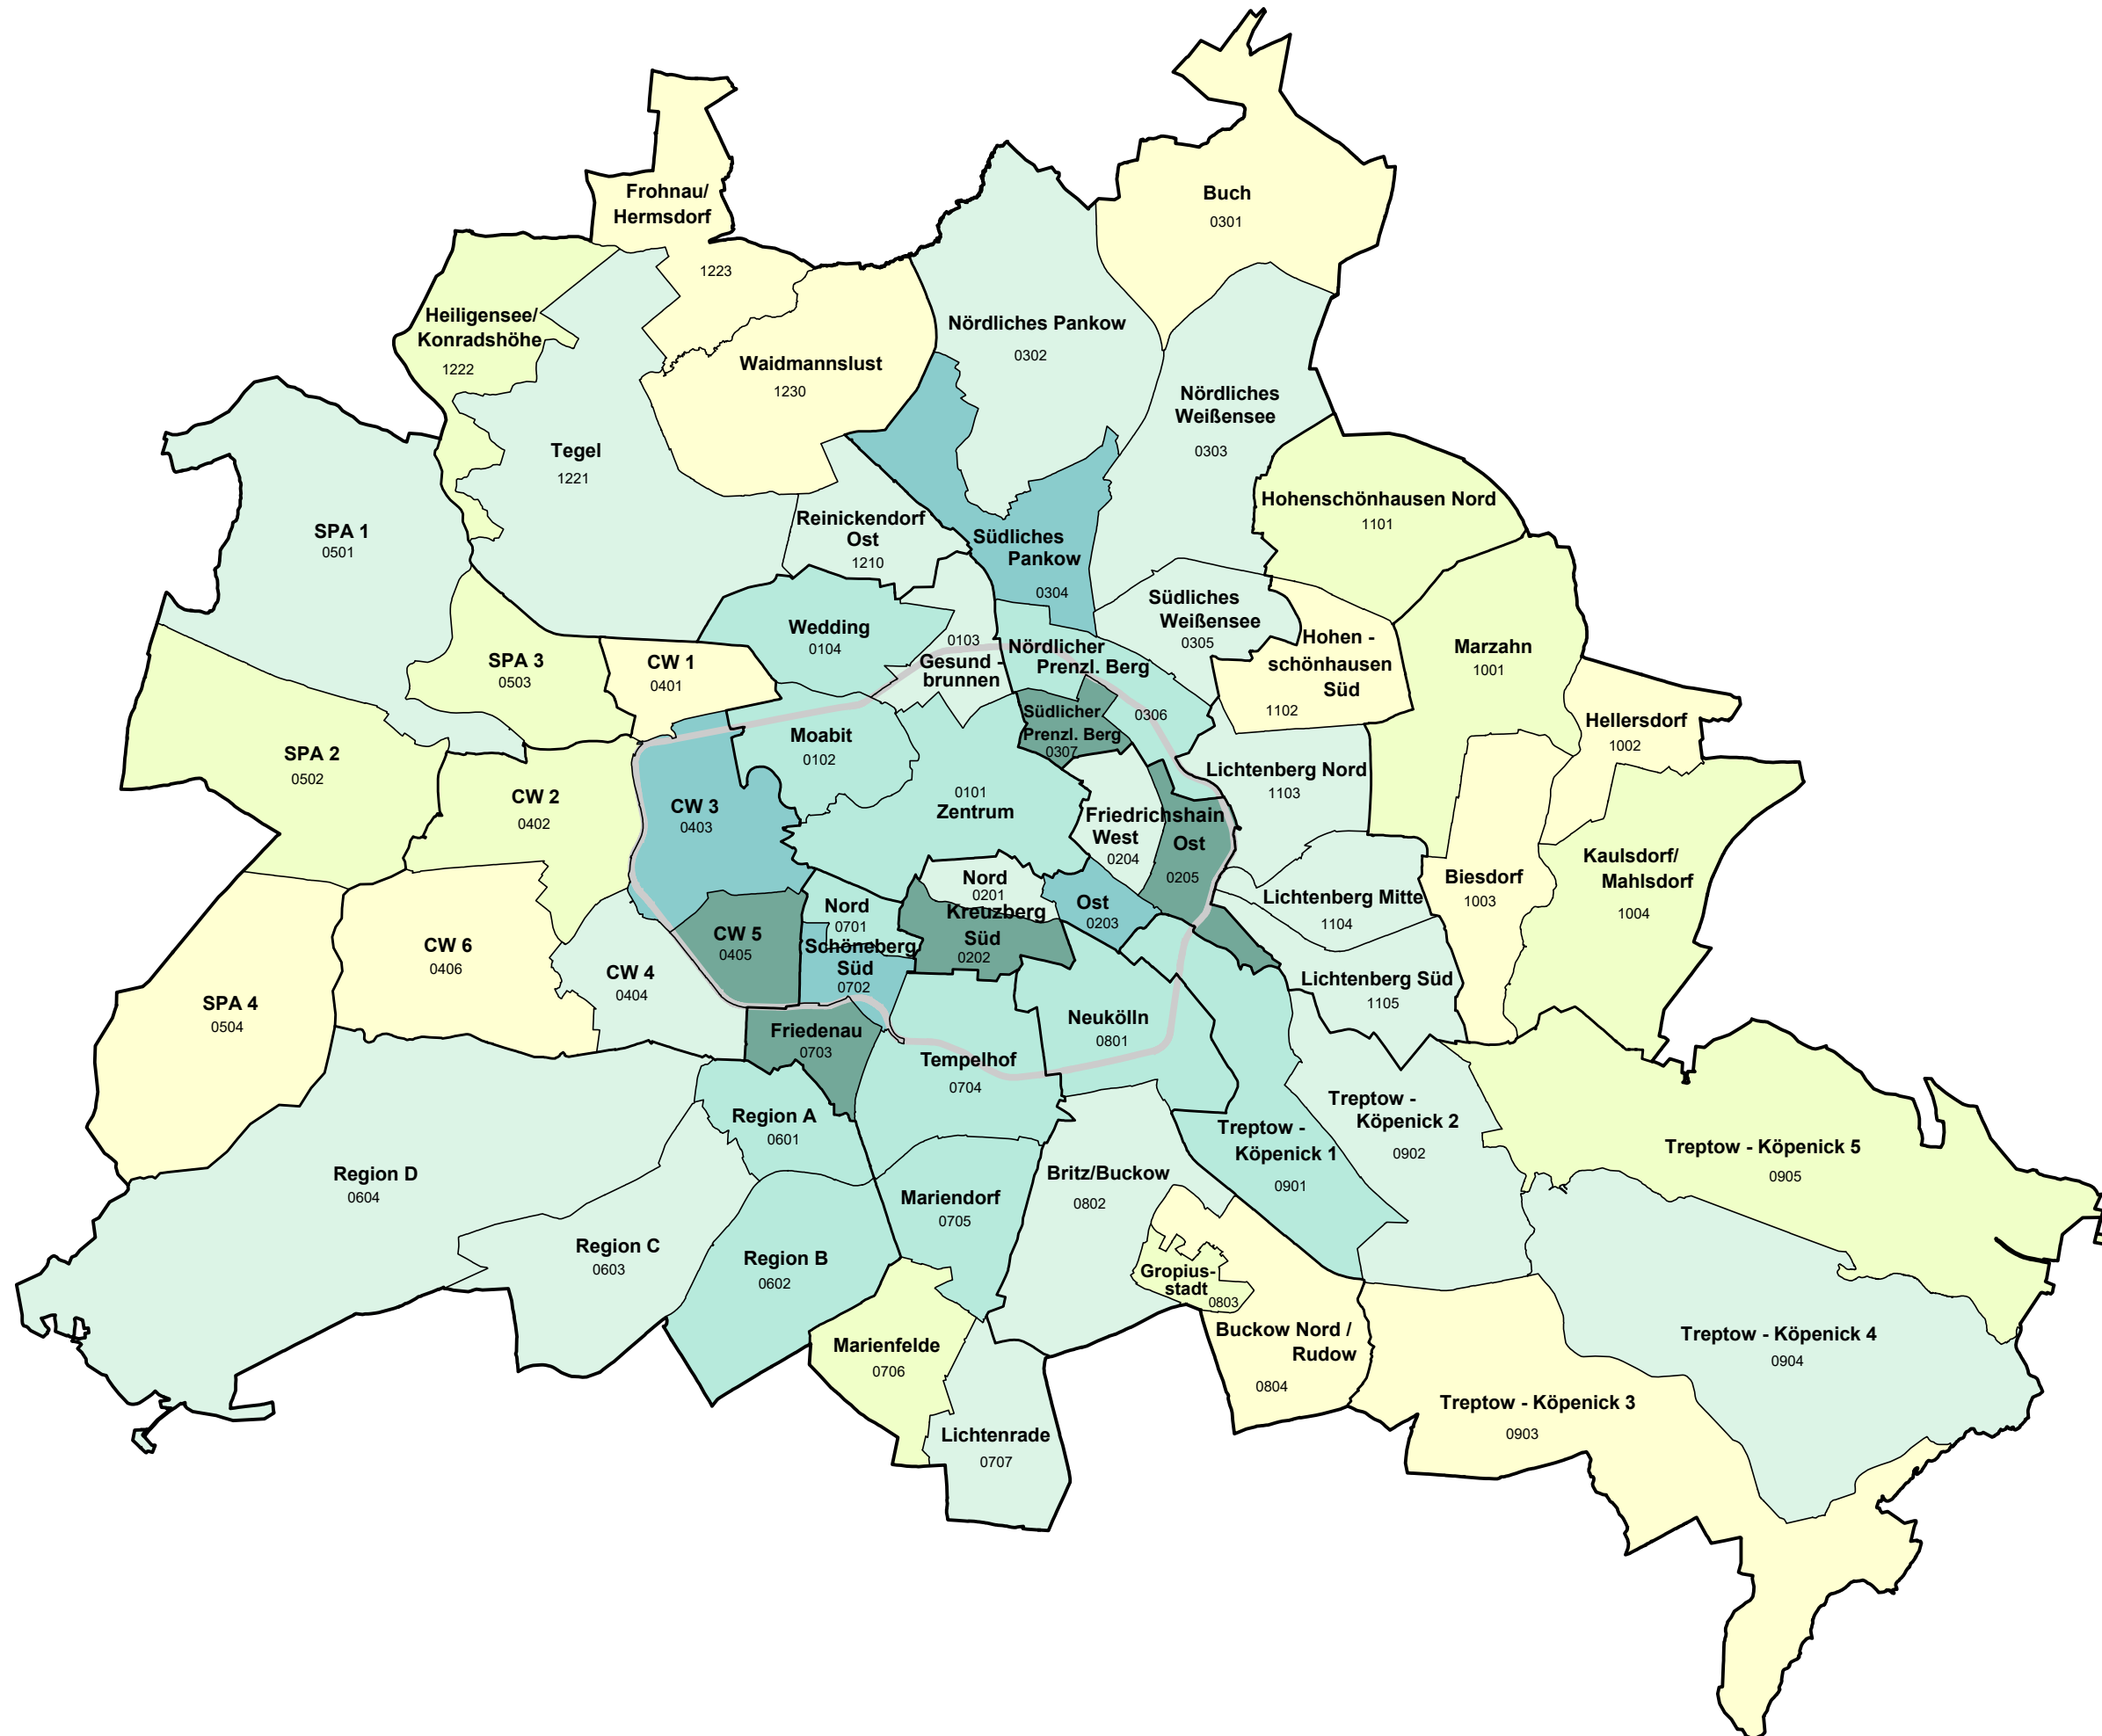 Frohnau/
Hermsdorf
1223
Buch
0301
Heiligensee/
Konradshöhe
1222
Nördliches Pankow
0302
Waidmannslust
1230
Nördliches
Weißensee
0303
Tegel
1221
Hohenschönhausen Nord
1101
SPA 1
0501
Reinickendorf
Ost
1210
Südliches
Pankow
0304
Südliches
Weißensee
0305
Wedding
0104
0103
Gesund -
brunnen
Nördlicher
Prenzl. Berg
0306
Hohen -
schönhausen
Süd
1102
Marzahn
1001
SPA 3
0503
CW 1
0401
Südlicher
Prenzl. Berg
0307
Hellersdorf
1002
SPA 2
0502
Moabit
0102
Lichtenberg Nord
1103
CW 2
0402
CW 3
0403
0101
Zentrum
Friedrichshain
West
0204
Ost
0205
Kaulsdorf/
Mahlsdorf
1004
Biesdorf
1003
Lichtenberg Mitte
1104
Nord
0201
Kreuzberg
Süd
0202
Ost
0203
Nord
0701
Schöneberg
Süd
0702
CW 5
0405
CW 6
0406
CW 4
0404
Lichtenberg Süd
1105
SPA 4
0504
Friedenau
0703
Neukölln
0801
Tempelhof
0704
Region A
0601
Treptow -
Köpenick 2
0902
Treptow -
Köpenick 1
0901
Treptow - Köpenick 5
0905
Region D
0604
Britz/Buckow
0802
Mariendorf
0705
Region C
0603
Region B
0602
Gropius-
stadt
0803
Buckow Nord /
Rudow
0804
Marienfelde
0706
Treptow - Köpenick 4
0904
Treptow - Köpenick 3
0903
Lichtenrade
0707